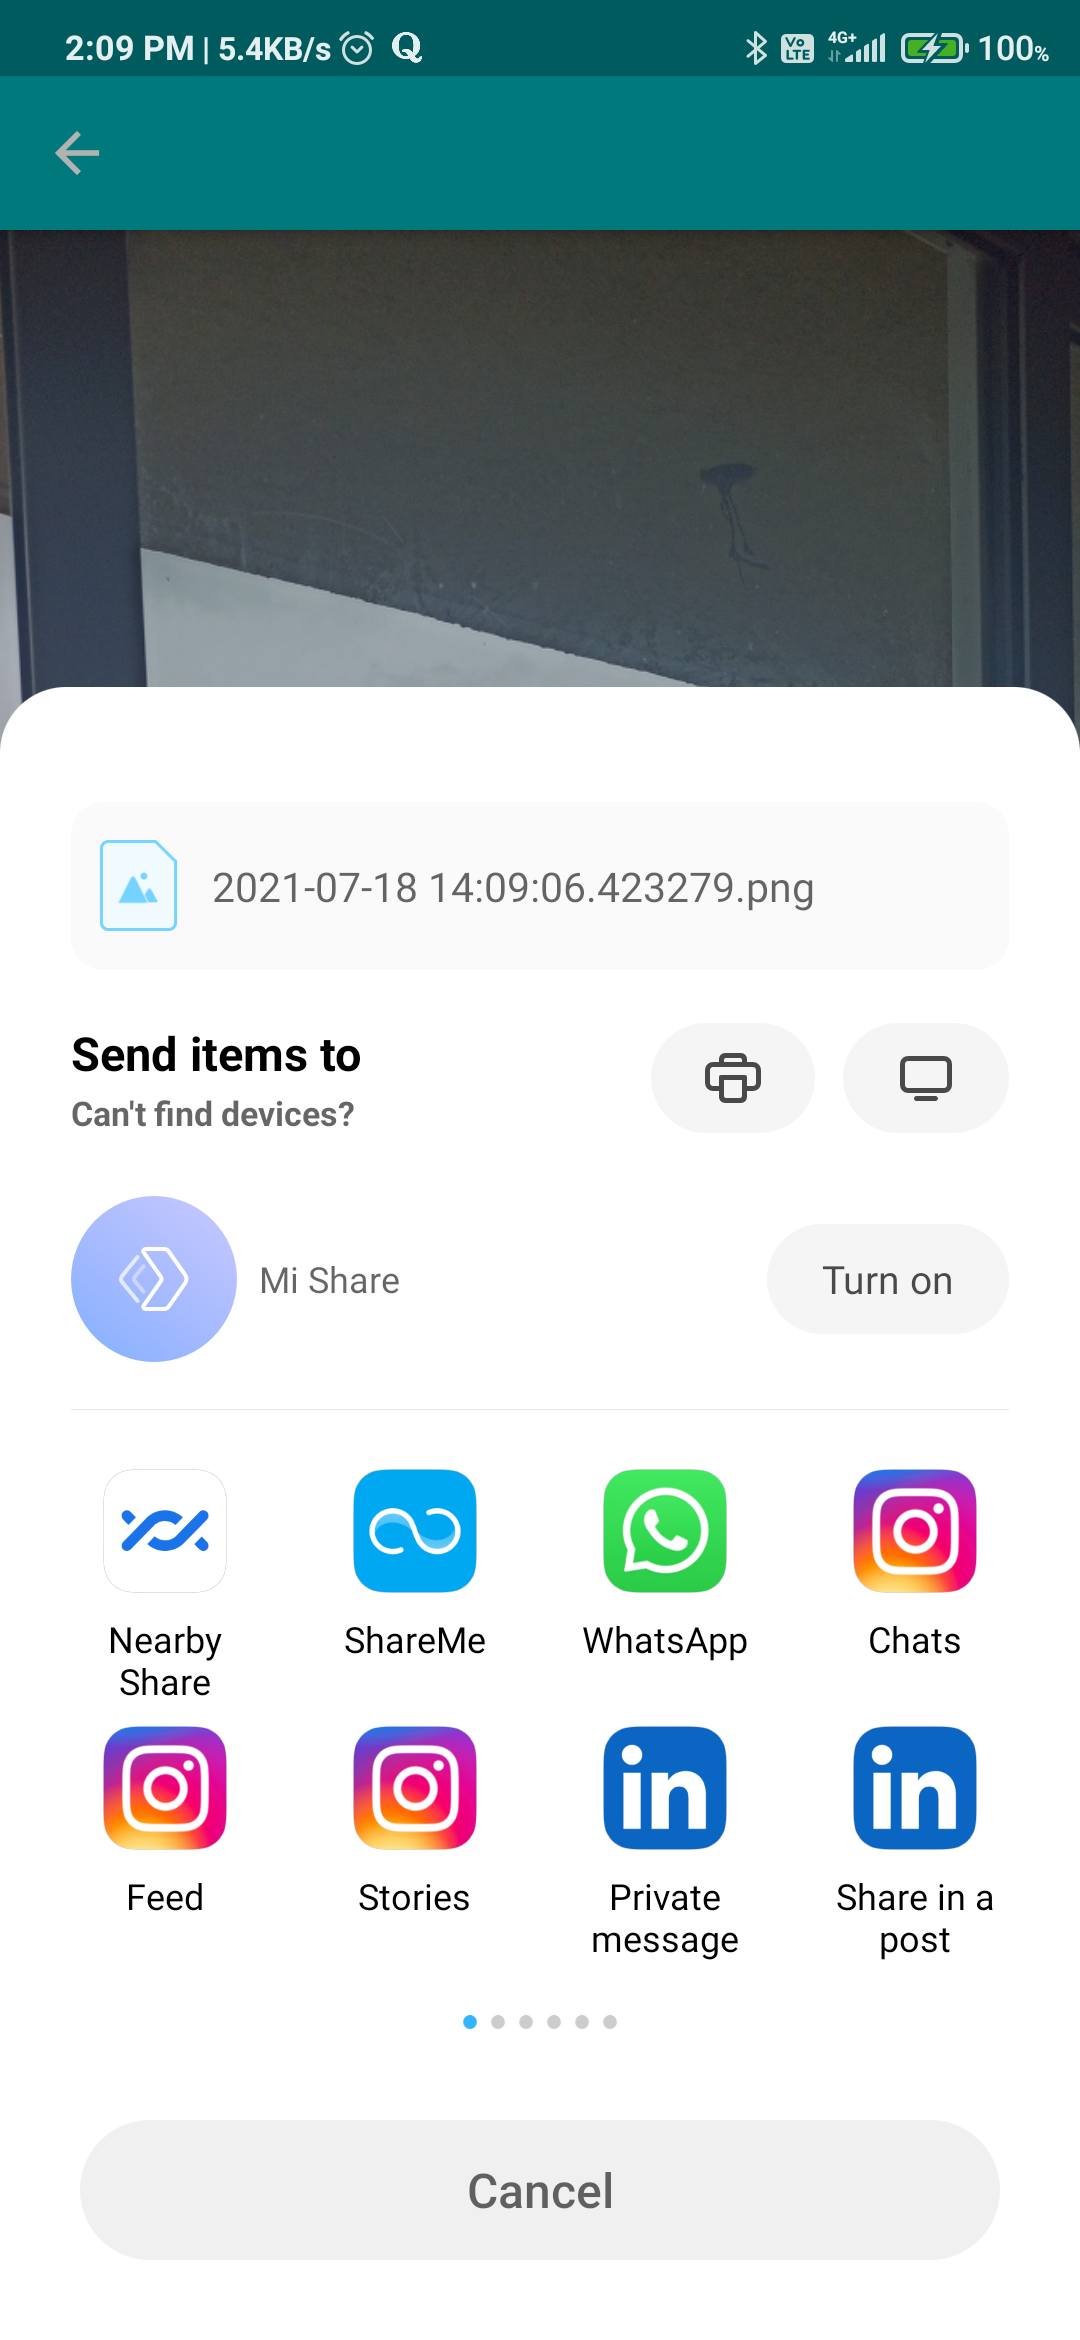 2:09 PM | 5.4KB/s Q Vo LTE 4G+ 100%
2021-07-18 14:09:06.423279.png
Send items to
Can't find devices?
Mi Share
Turn on
Nearby Share
ShareMe
WhatsApp
Chats
Feed
Stories
in
Private message
in
Share in a post
Cancel